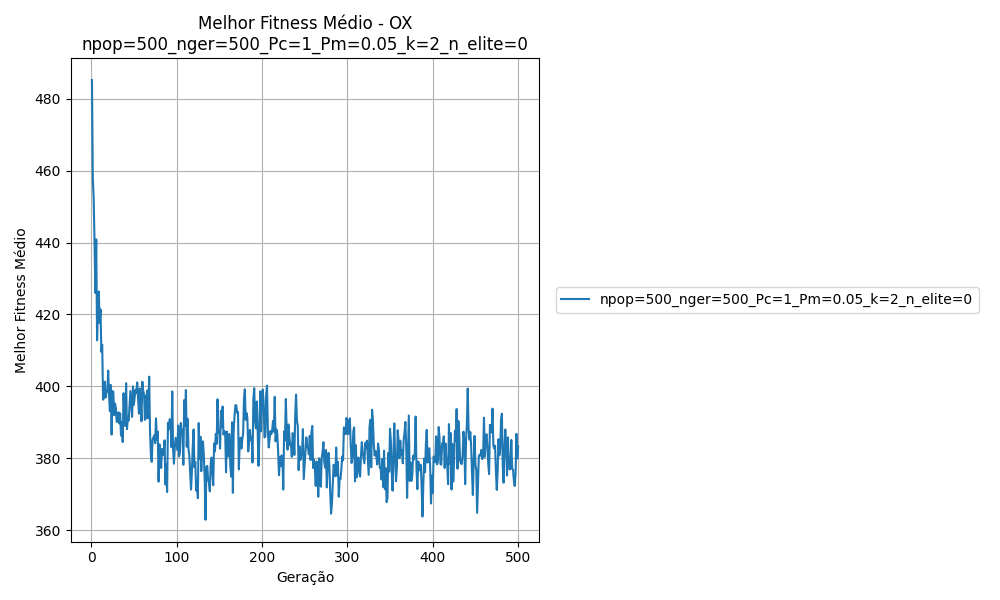 Melhor Fitness Médio - OX
npop=500_nger=500_Pc=1_Pm=0.05_k=2_n_elite=0
Melhor Fitness Médio
480
460
440
420
400
380
360
0
100
200
300
400
500
Geração
npop=500_nger=500_Pc=1_Pm=0.05_k=2_n_elite=0